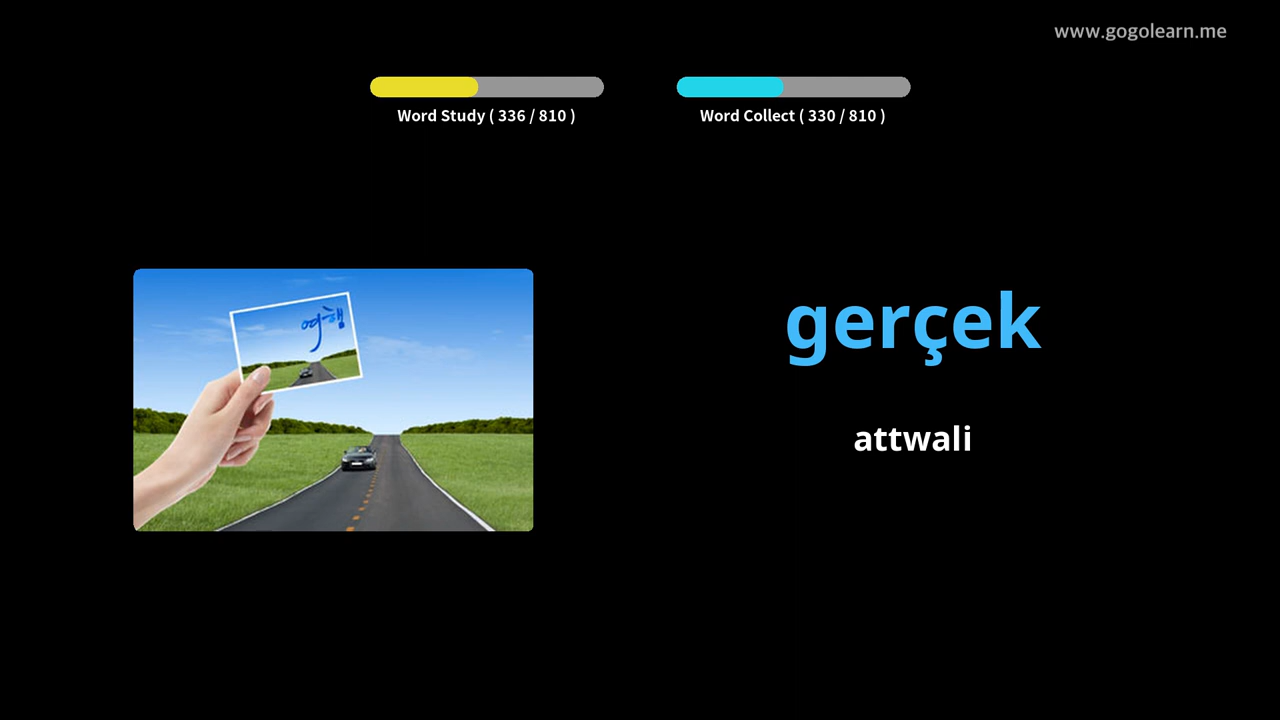 www.gogolearn.me
Word Study ( 336 / 810 )
Word Collect ( 330 / 810 )
여행
gerçek
attwali